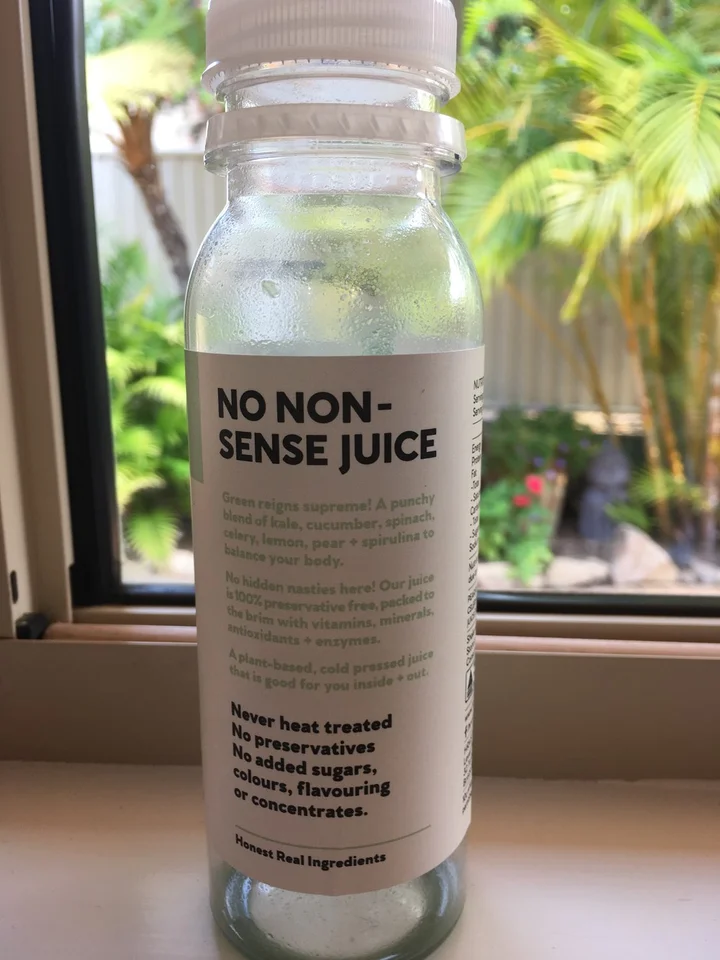 NO NON-
SENSE JUICE
Green reigns supreme! A punchy
blend of kale, cucumber, spinach,
celery, lemon, pear + spirulina to
balance your body.
No hidden nasties here! Our juice
is 100% preservative free, packed to
the brim with vitamins, minerals,
antioxidants + enzymes.
A plant-based, cold pressed juice
that is good for you inside + out.
Never heat treated
No preservatives
No added sugars,
colours, flavouring
or concentrates.
Honest Real Ingredients